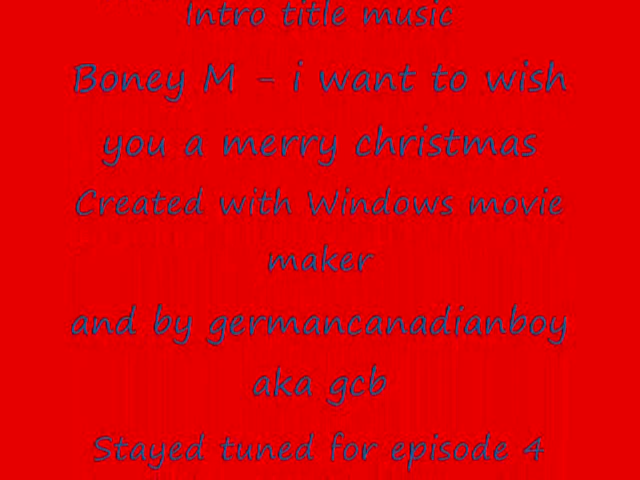 Intro title music
Boney M - i want to wish
you a merry christmas
Created with Windows movie
maker
and by germancanadianboy
aka gcb
Stayed tuned for episode 4